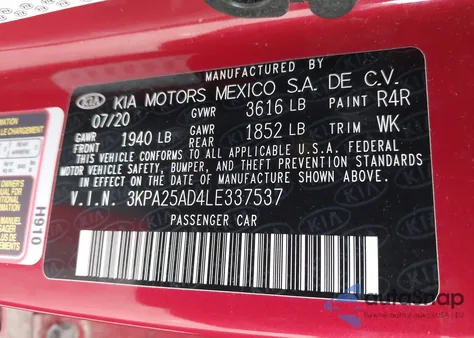 MANUFACTURED BY
KIA KIA MOTORS MEXICO S.A. DE C.V.
07/20 GVWR 3616 LB PAINT R4R
GAWR FRONT 1940 LB GAWR REAR 1852 LB TRIM WK
THIS VEHICLE CONFORMS TO ALL APPLICABLE U.S.A. FEDERAL
MOTOR VEHICLE SAFETY, BUMPER, AND THEFT PREVENTION
STANDARDS IN EFFECT ON THE DATE OF
MANUFACTURE SHOWN ABOVE.
V.I.N. 3KPA25AD4LE337537
PASSENGER CAR
H910
autoSnap